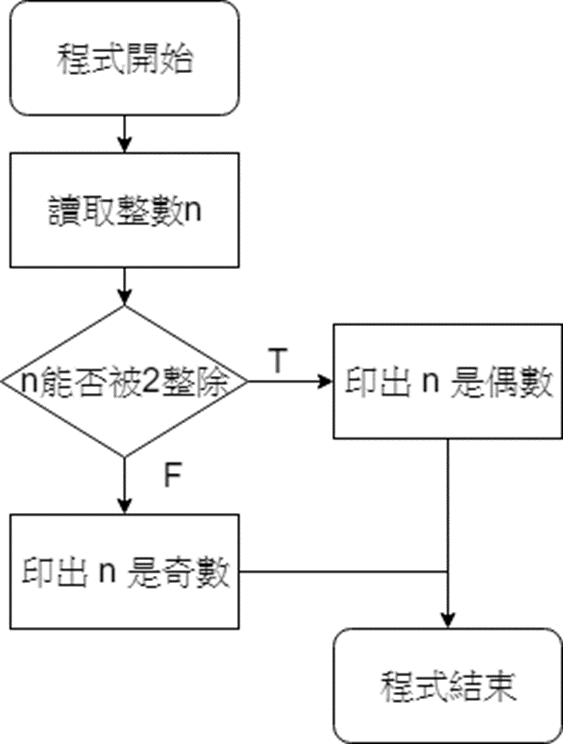 程式開始
讀取整數n
n能否被2整除
T
印出 n 是偶數
F
印出 n 是奇數
程式結束